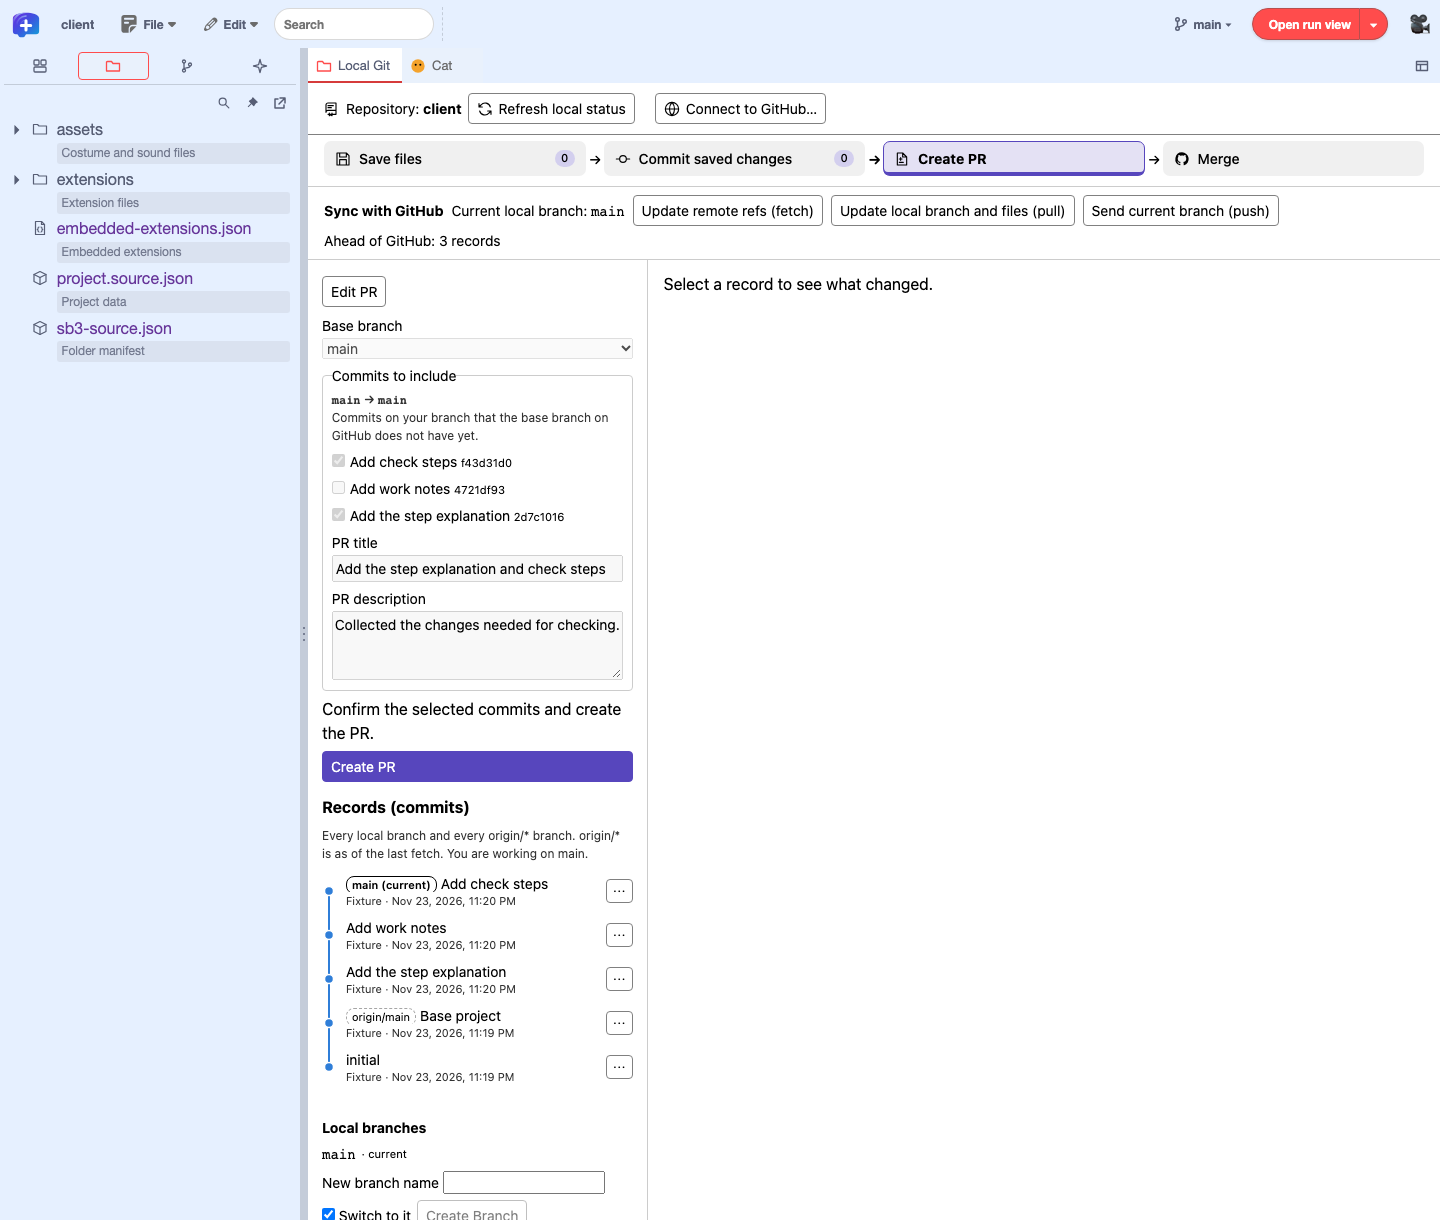 client
File
Edit
Search
main
Open run view
Local Git
Cat
assets
Costume and sound files
extensions
Extension files
embedded-extensions.json
Embedded extensions
project.source.json
Project data
sb3-source.json
Folder manifest
Repository: client
Refresh local status
Connect to GitHub...
Save files 0
Commit saved changes 0
Create PR
Merge
Sync with GitHub Current local branch: main
Update remote refs (fetch)
Update local branch and files (pull)
Send current branch (push)
Ahead of GitHub: 3 records
Edit PR
Base branch
main
Commits to include
main → main
Commits on your branch that the base branch on
GitHub does not have yet.
Add check steps f43d31d0
Add work notes 4721df93
Add the step explanation 2d7c1016
PR title
Add the step explanation and check steps
PR description
Collected the changes needed for checking.
Confirm the selected commits and create
the PR.
Create PR
Records (commits)
Every local branch and every origin/* branch. origin/*
is as of the last fetch. You are working on main.
main (current) Add check steps
Fixture · Nov 23, 2026, 11:20 PM
Add work notes
Fixture · Nov 23, 2026, 11:20 PM
Add the step explanation
Fixture · Nov 23, 2026, 11:20 PM
origin/main Base project
Fixture · Nov 23, 2026, 11:19 PM
initial
Fixture · Nov 23, 2026, 11:19 PM
Local branches
main · current
New branch name
Switch to it
Create Branch
Select a record to see what changed.